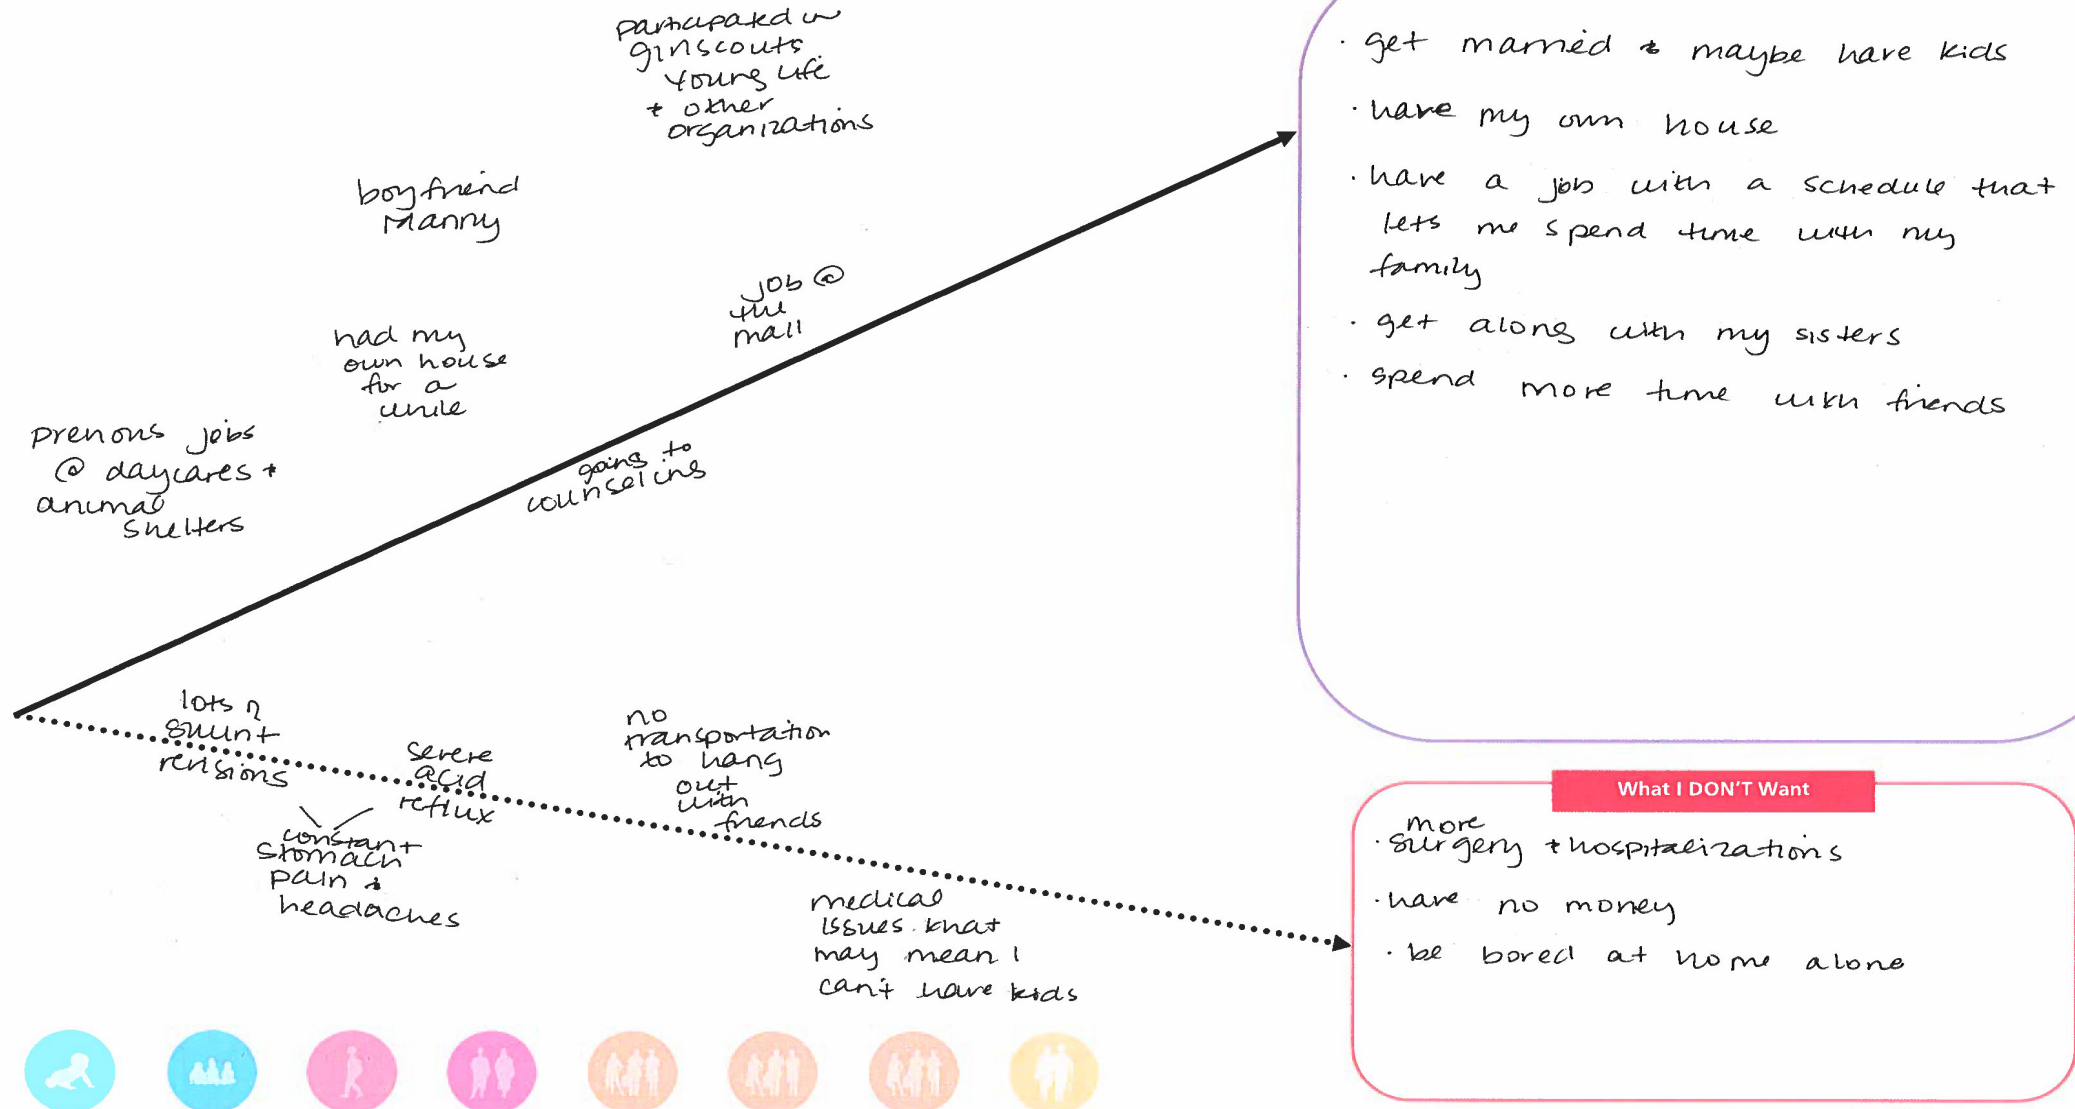 participated in
girlscouts
Young Life
+ other
organizations
boyfriend
Manny
job @
the
mall
had my
own house
for a
while
previous jobs
@ daycares +
animal
shelters
going to
counseling
· get married & maybe have kids
· have my own house
· have a job with a schedule that
lets me spend time with my
family
· get along with my sisters
· spend more time with friends
lots of
shunt
revisions
severe
acid
reflux
constant
stomach
pain &
headaches
no
transportation
to hang
out
with
friends
medical
issues that
may mean I
can't have kids
What I DON'T Want
more
· surgery + hospitalizations
· have no money
· be bored at home alone